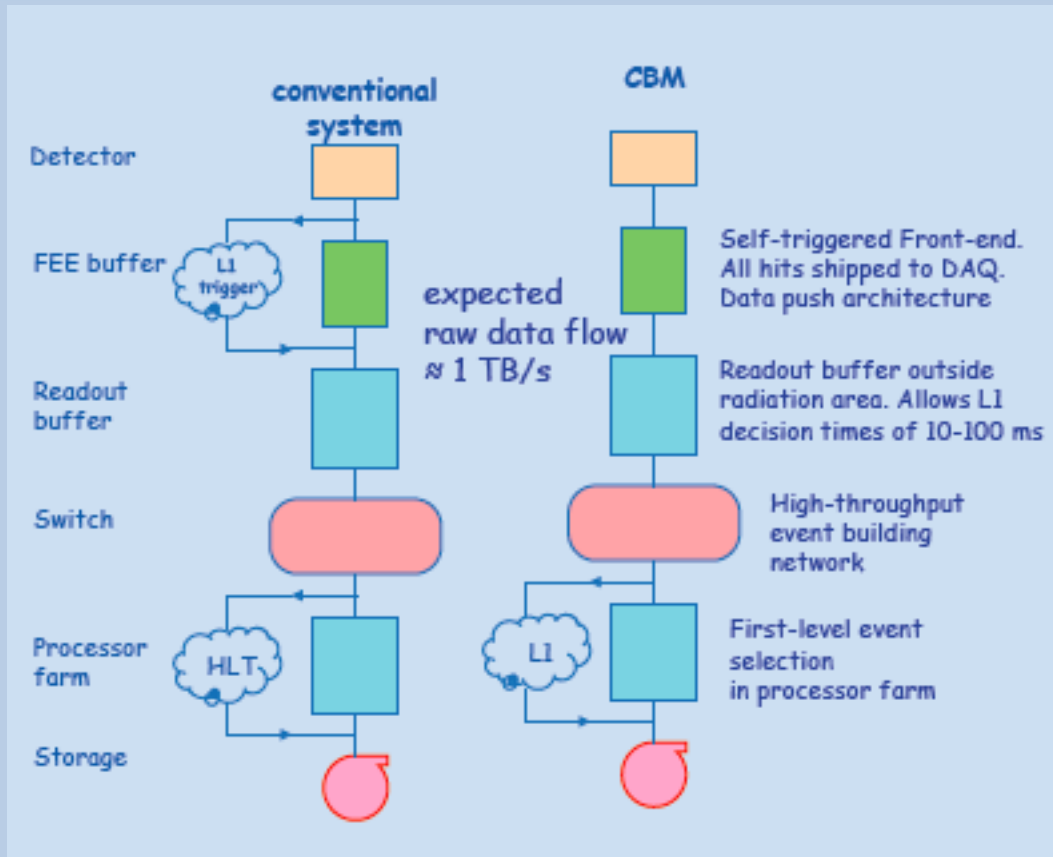 conventional
system
CBM
Detector
FEE buffer
L1
trigger
expected
raw data flow
≈ 1 TB/s
Self-triggered Front-end.
All hits shipped to DAQ.
Data push architecture
Readout
buffer
Readout buffer outside
radiation area. Allows L1
decision times of 10-100 ms
Switch
High-throughput
event building
network
Processor
farm
HLT
L1
First-level event
selection
in processor farm
Storage